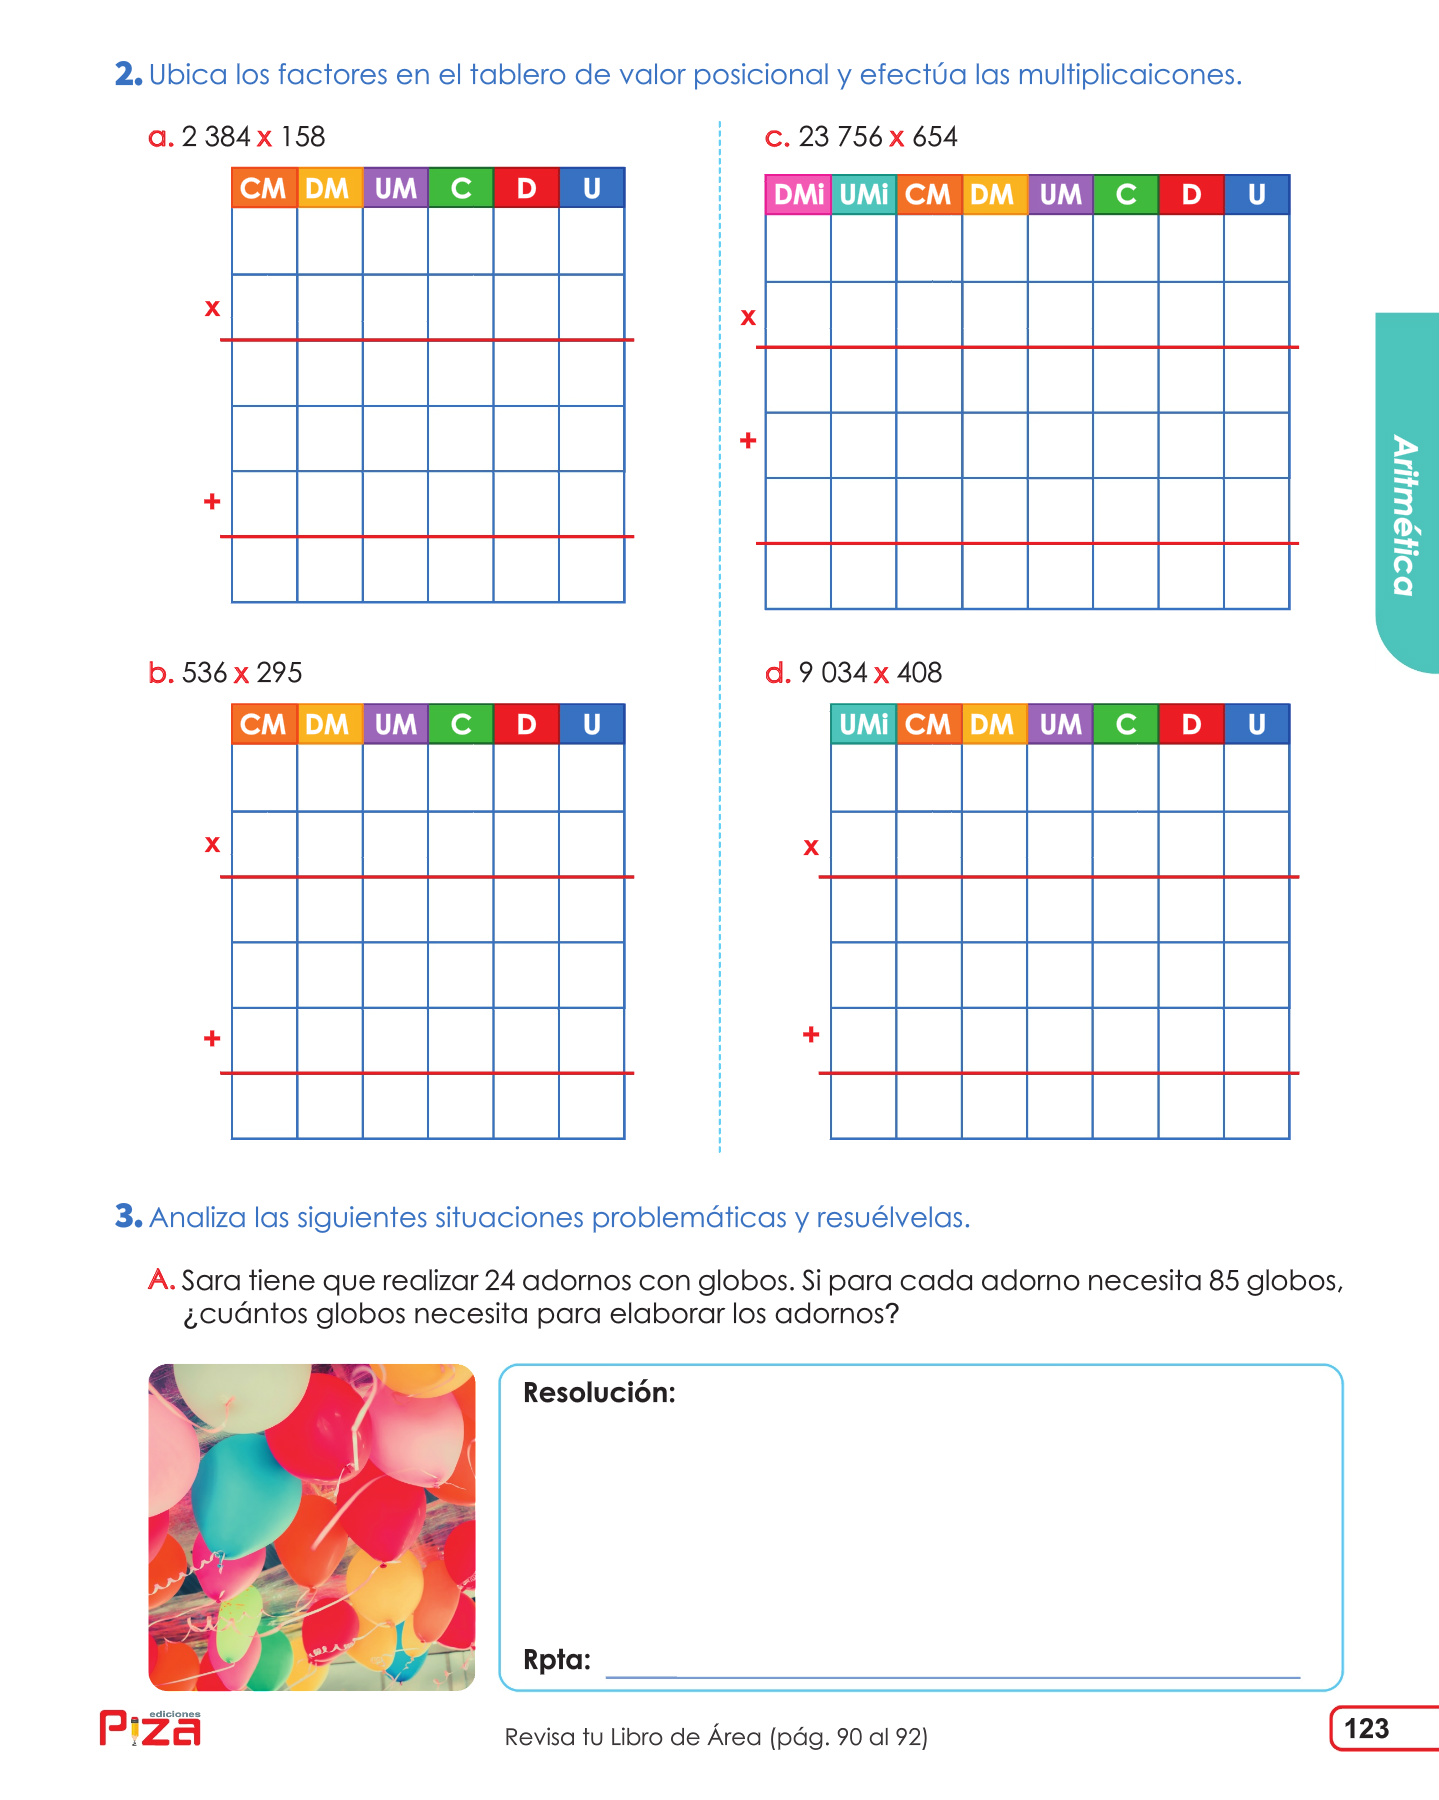 2. Ubica los factores en el tablero de valor posicional y efectúa las multiplicaicones.
a. 2 384 x 158
CM DM UM C D U
x
+
b. 536 x 295
CM DM UM C D U
x
+
c. 23 756 x 654
DMi UMi CM DM UM C D U
x
+
d. 9 034 x 408
UMi CM DM UM C D U
x
+
Aritmética
3. Analiza las siguientes situaciones problemáticas y resuélvelas.
A. Sara tiene que realizar 24 adornos con globos. Si para cada adorno necesita 85 globos,
¿cuántos globos necesita para elaborar los adornos?
Resolución:
Rpta:
ediciones
Piza
Revisa tu Libro de Área (pág. 90 al 92)
123